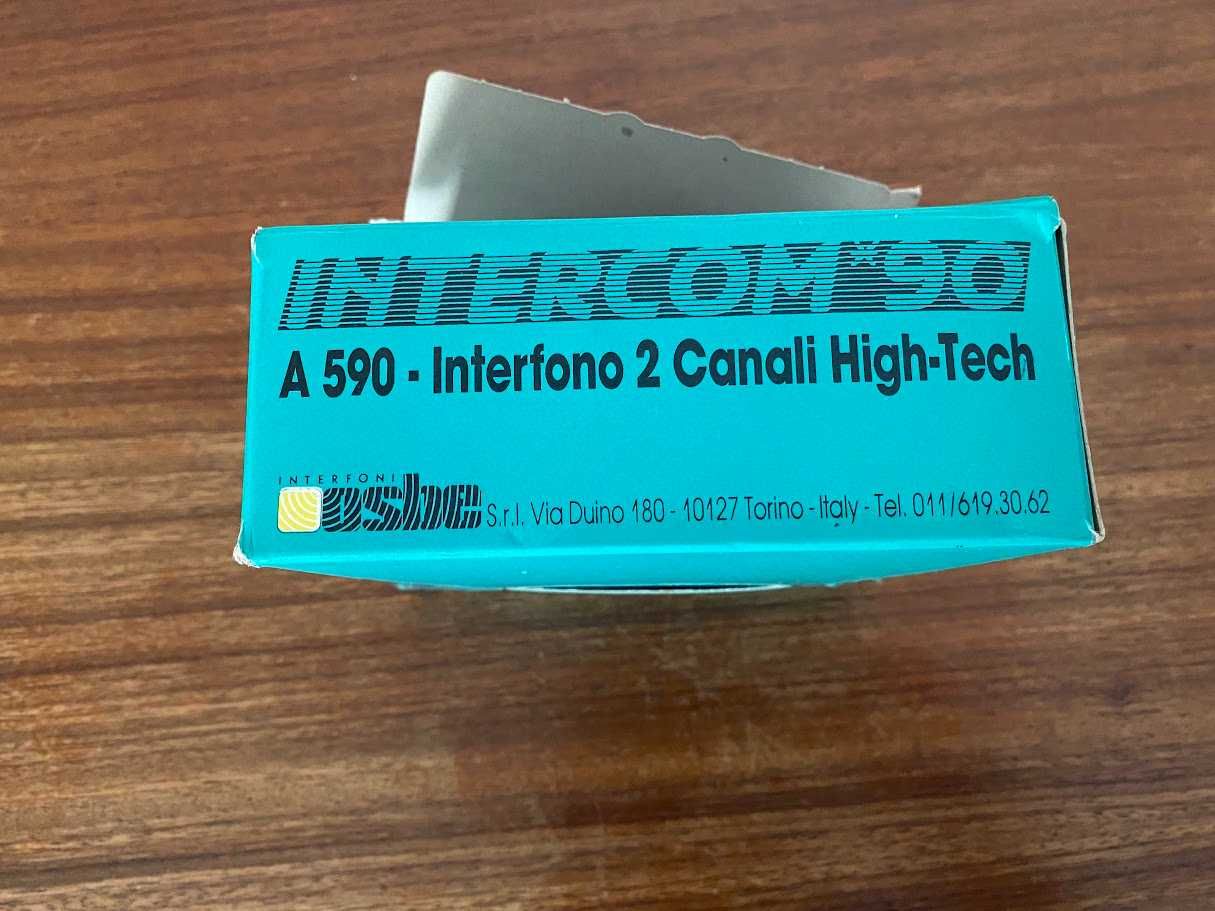 INTERCOM*90
A 590 - Interfono 2 Canali High-Tech
INTERFONI
oshe S.r.l. Via Duino 180 - 10127 Torino - Italy - Tel. 011/619.30.62